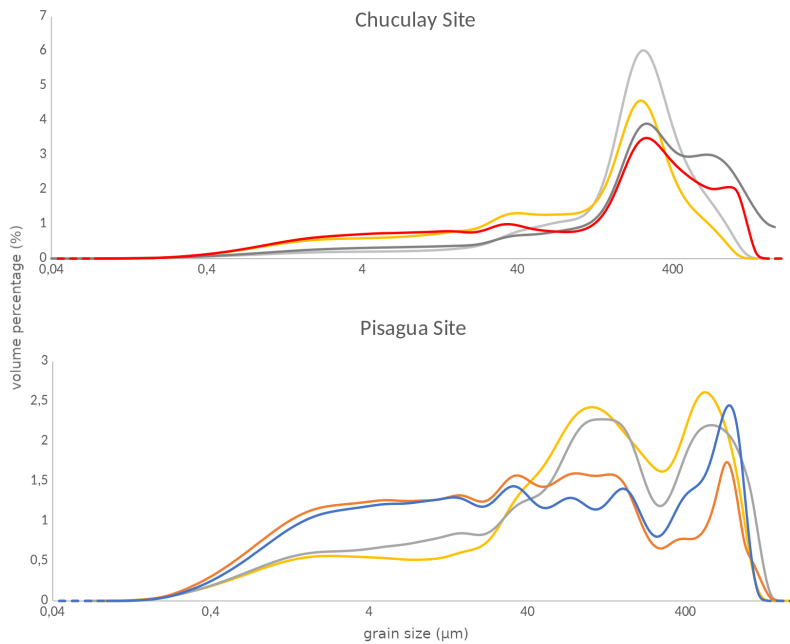 Chuculay Site
7
6
5
4
3
2
1
0
0,04 0,4 4 40 400
volume percentage (%)
Pisagua Site
3
2,5
2
1,5
1
0,5
0
0,04 0,4 4 40 400
grain size (µm)